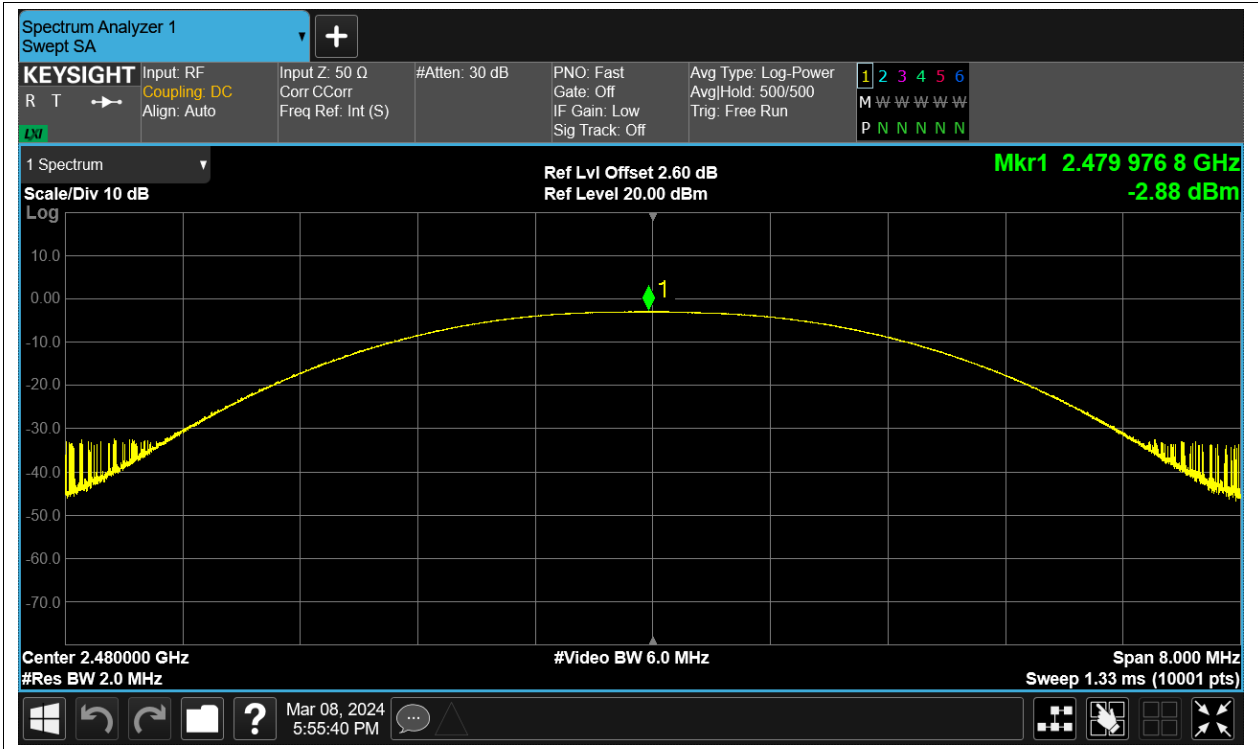 Spectrum Analyzer 1
Swept SA
KEYSIGHT
R T
LXI
Input: RF
Coupling: DC
Align: Auto
Input Z: 50 Ω
Corr CCorr
Freq Ref: Int (S)
#Atten: 30 dB
PNO: Fast
Gate: Off
IF Gain: Low
Sig Track: Off
Avg Type: Log-Power
Avg|Hold: 500/500
Trig: Free Run
1 2 3 4 5 6
M W W W W W
P N N N N N
1 Spectrum
Scale/Div 10 dB
Log
Ref Lvl Offset 2.60 dB
Ref Level 20.00 dBm
Mkr1 2.479 976 8 GHz
-2.88 dBm
10.0
0.00
1
-10.0
-20.0
-30.0
-40.0
-50.0
-60.0
-70.0
Center 2.480000 GHz
#Video BW 6.0 MHz
Span 8.000 MHz
#Res BW 2.0 MHz
Sweep 1.33 ms (10001 pts)
?
Mar 08, 2024
5:55:40 PM